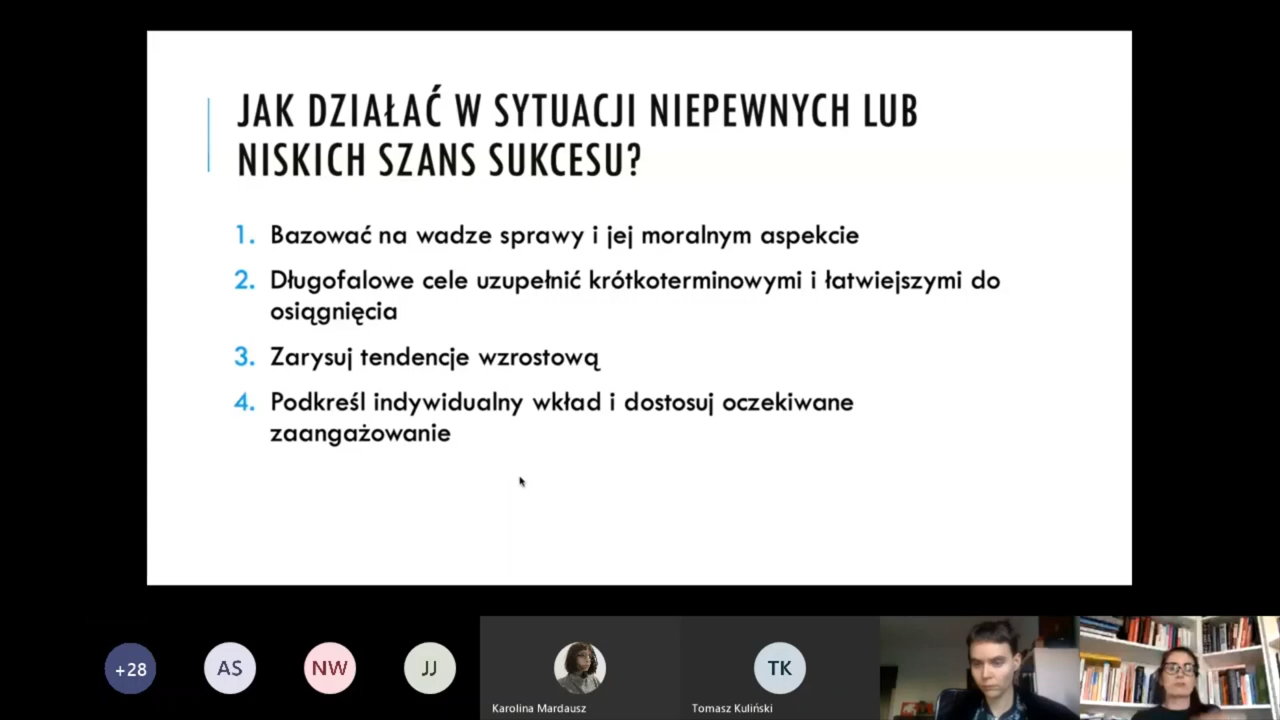 JAK DZIAŁAĆ W SYTUACJI NIEPEWNYCH LUB
NISKICH SZANS SUKCESU?
1. Bazować na wadze sprawy i jej moralnym aspekcie
2. Długofalowe cele uzupełnić krótkoterminowymi i łatwiejszymi do
osiągnięcia
3. Zarysuj tendencje wzrostową
4. Podkreśl indywidualny wkład i dostosuj oczekiwane
zaangażowanie
+28
AS
NW
JJ
TK
Karolina Mardausz
Tomasz Kuliński